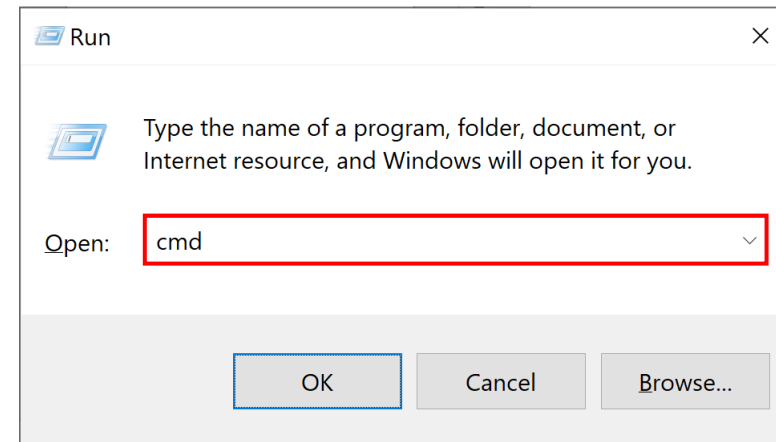 Run
Type the name of a program, folder, document, or
Internet resource, and Windows will open it for you.
Open: cmd
OK Cancel Browse...